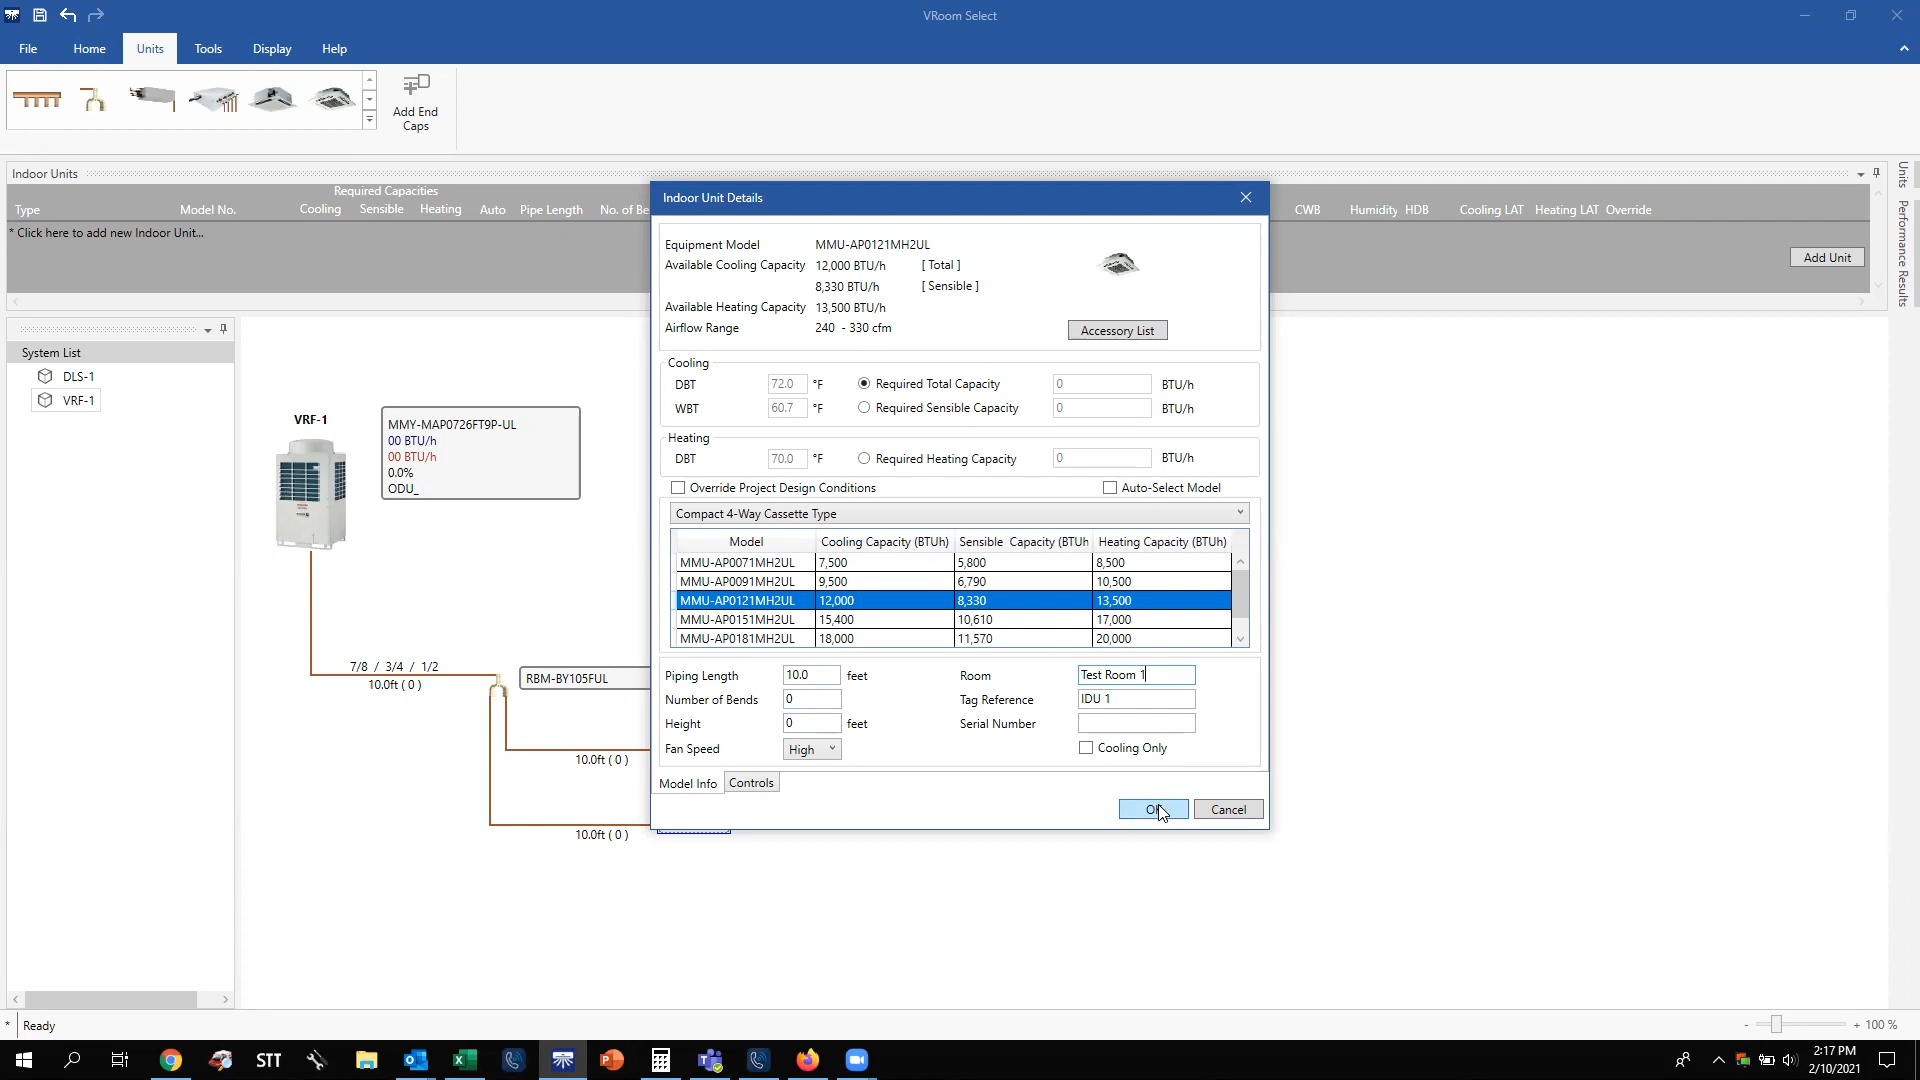 VRoom Select
File Home Units Tools Display Help
Add End
Caps
Indoor Units
Required Capacities
Type Model No. Cooling Sensible Heating Auto Pipe Length No. of Be CWB Humidity HDB Cooling LAT Heating LAT Override
* Click here to add new Indoor Unit...
Add Unit
Units
Performance Results
System List
DLS-1
VRF-1
VRF-1
MMY-MAP0726FT9P-UL
00 BTU/h
00 BTU/h
0.0%
ODU_
7/8 / 3/4 / 1/2
10.0ft ( 0 )
RBM-BY105FUL
10.0ft ( 0 )
10.0ft ( 0 )
Indoor Unit Details
Equipment Model MMU-AP0121MH2UL
Available Cooling Capacity 12,000 BTU/h [ Total ]
8,330 BTU/h [ Sensible ]
Available Heating Capacity 13,500 BTU/h
Airflow Range 240 - 330 cfm
Accessory List
Cooling
DBT 72.0 °F Required Total Capacity 0 BTU/h
WBT 60.7 °F Required Sensible Capacity 0 BTU/h
Heating
DBT 70.0 °F Required Heating Capacity 0 BTU/h
Override Project Design Conditions Auto-Select Model
Compact 4-Way Cassette Type
Model Cooling Capacity (BTUh) Sensible Capacity (BTUh Heating Capacity (BTUh)
MMU-AP0071MH2UL 7,500 5,800 8,500
MMU-AP0091MH2UL 9,500 6,790 10,500
MMU-AP0121MH2UL 12,000 8,330 13,500
MMU-AP0151MH2UL 15,400 10,610 17,000
MMU-AP0181MH2UL 18,000 11,570 20,000
Piping Length 10.0 feet Room Test Room 1
Number of Bends 0 Tag Reference IDU 1
Height 0 feet Serial Number
Fan Speed High Cooling Only
Model Info Controls
OK Cancel
* Ready
- + 100 %
STT
2:17 PM
2/10/2021